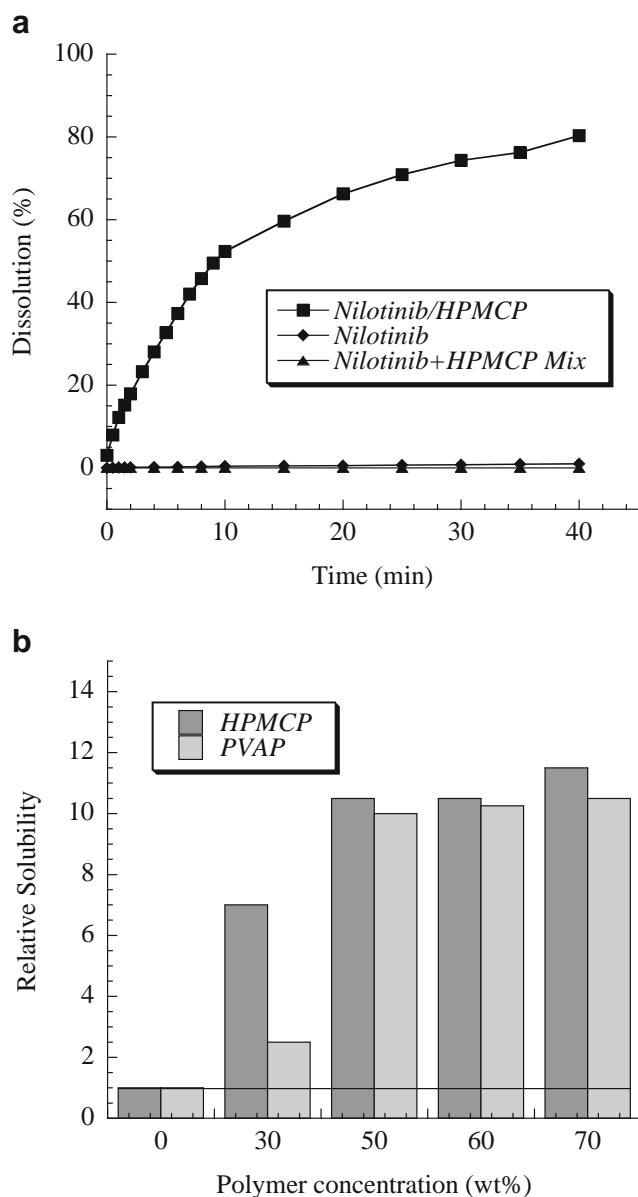 a
100
80
60
40
20
0
Dissolution (%)
Nilotinib/HPMCP
Nilotinib
Nilotinib+HPMCP Mix
0 10 20 30 40
Time (min)
b
14
12
10
8
6
4
2
0
Relative Solubility
HPMCP
PVAP
0 30 50 60 70
Polymer concentration (wt%)